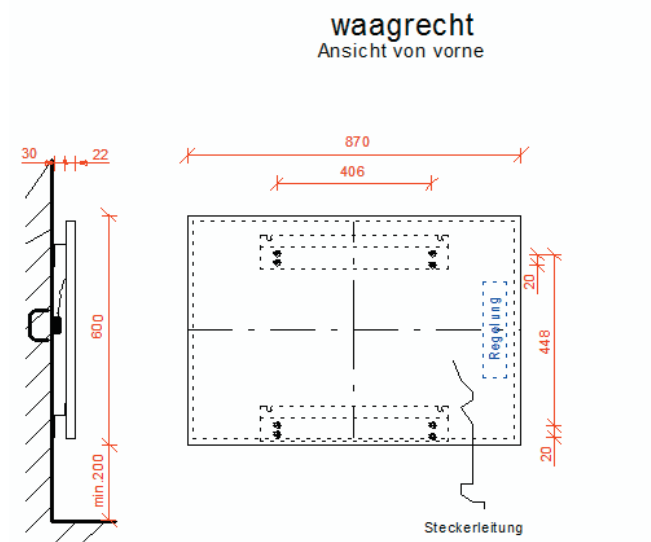 waagrecht
Ansicht von vorne
30
22
870
406
600
min.200
20
448
20
Regelung
Steckerleitung